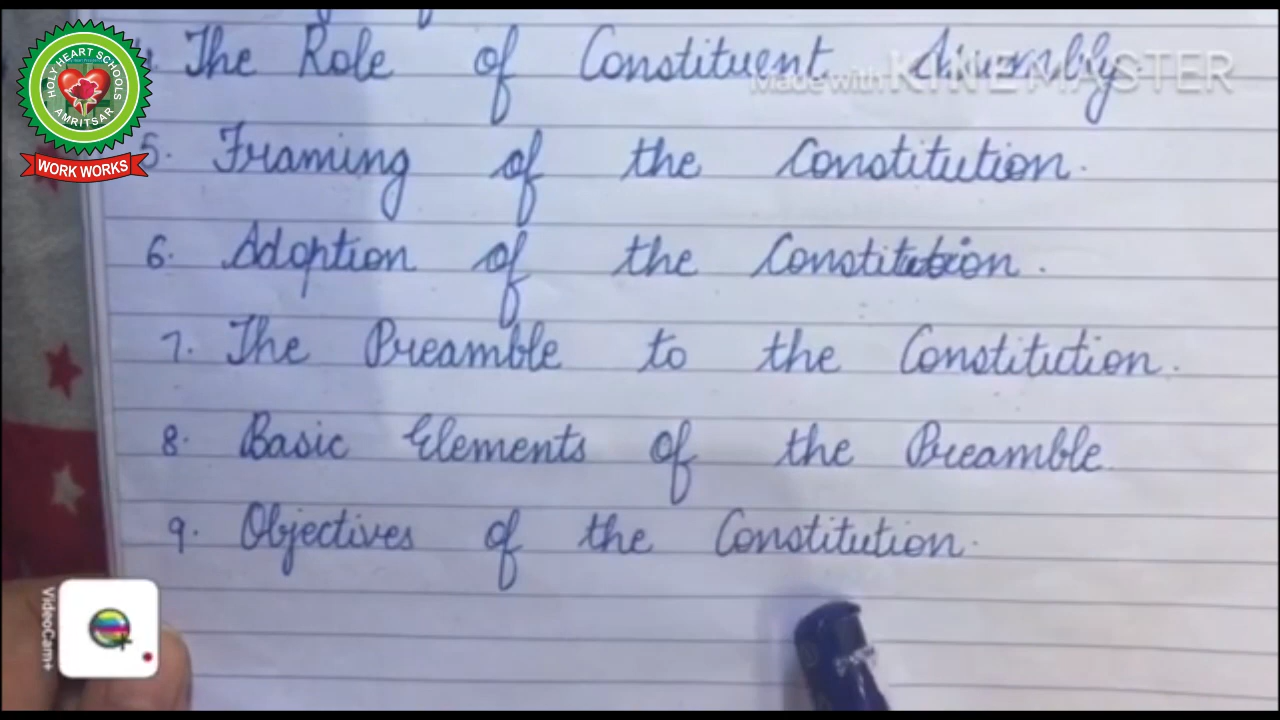 4. The Role of Constituent Assembly.
5. Framing of the Constitution.
6. Adoption of the Constitution.
7. The Preamble to the Constitution.
8. Basic Elements of the Preamble
9. Objectives of the Constitution.
HOLY HEART SCHOOLS
AMRITSAR
WORK WORKS
Made with KINEMASTER
VideoCam+